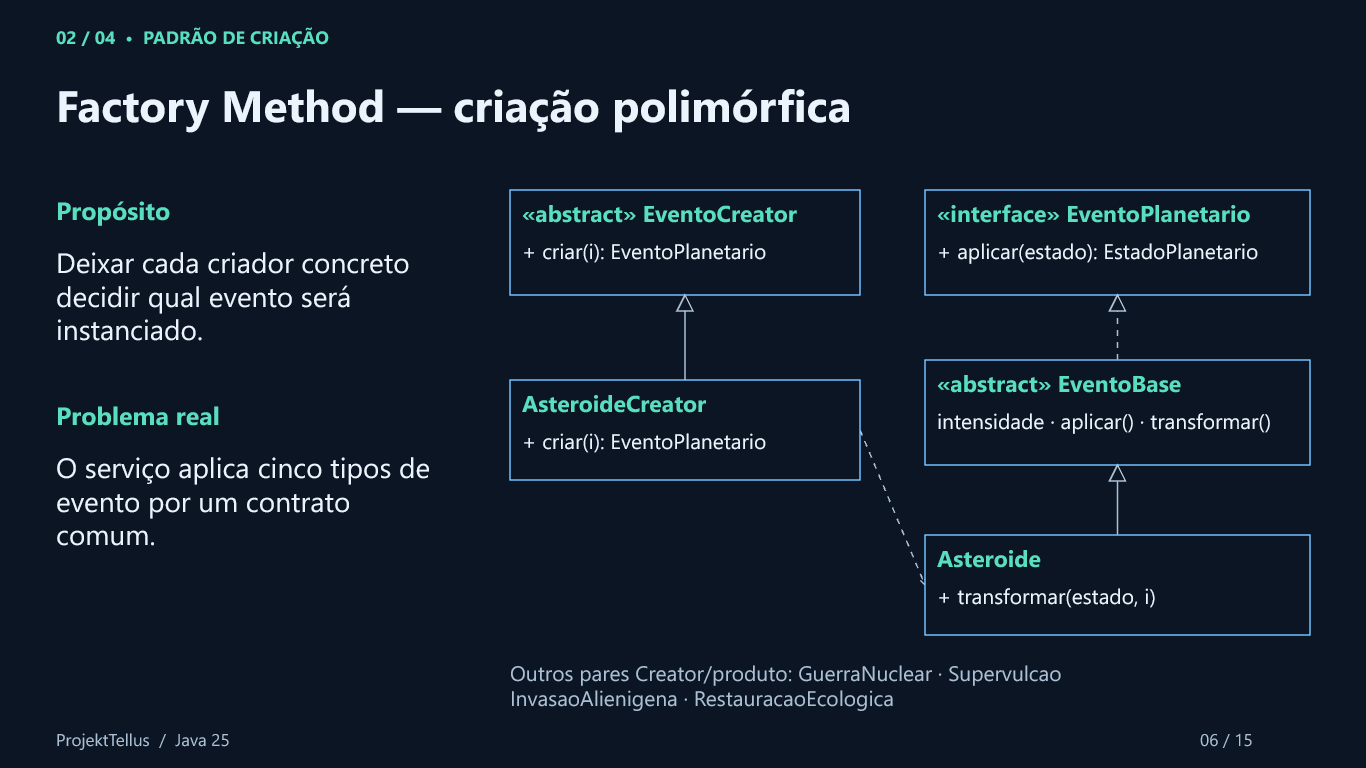 02 / 04 • PADRÃO DE CRIAÇÃO
Factory Method — criação polimórfica
Propósito
Deixar cada criador concreto
decidir qual evento será
instanciado.
Problema real
O serviço aplica cinco tipos de
evento por um contrato
comum.
«abstract» EventoCreator
+ criar(i): EventoPlanetario
AsteroideCreator
+ criar(i): EventoPlanetario
«interface» EventoPlanetario
+ aplicar(estado): EstadoPlanetario
«abstract» EventoBase
intensidade · aplicar() · transformar()
Asteroide
+ transformar(estado, i)
Outros pares Creator/produto: GuerraNuclear · Supervulcao
InvasaoAlienigena · RestauracaoEcologica
ProjektTellus / Java 25
06 / 15